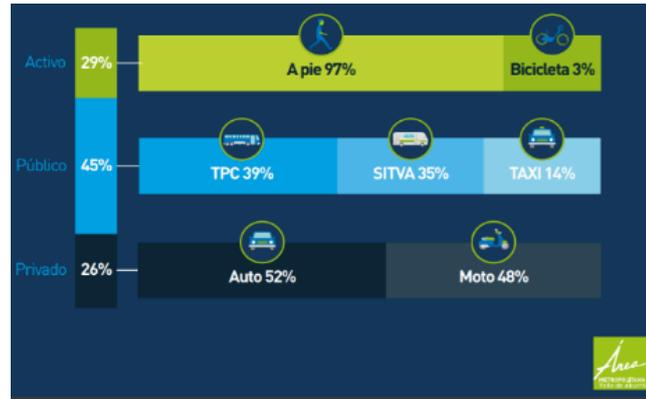 Activo 29%
A pie 97% Bicicleta 3%
Público 45%
TPC 39% SITVA 35% TAXI 14%
Privado 26%
Auto 52% Moto 48%
Área
METROPOLITANA